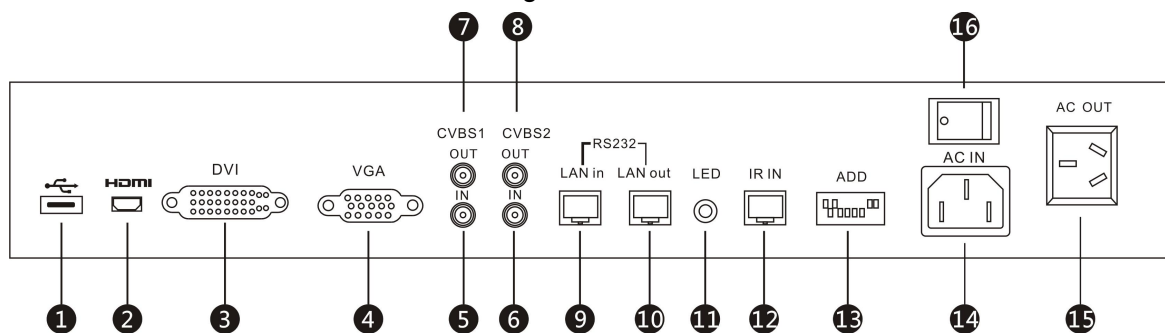 7 8 16
CVBS1 CVBS2 AC OUT
OUT OUT
RS232
HDMI DVI VGA LAN in LAN out LED IR IN ADD AC IN
IN IN
1 2 3 4 5 6 9 10 11 12 13 14 15